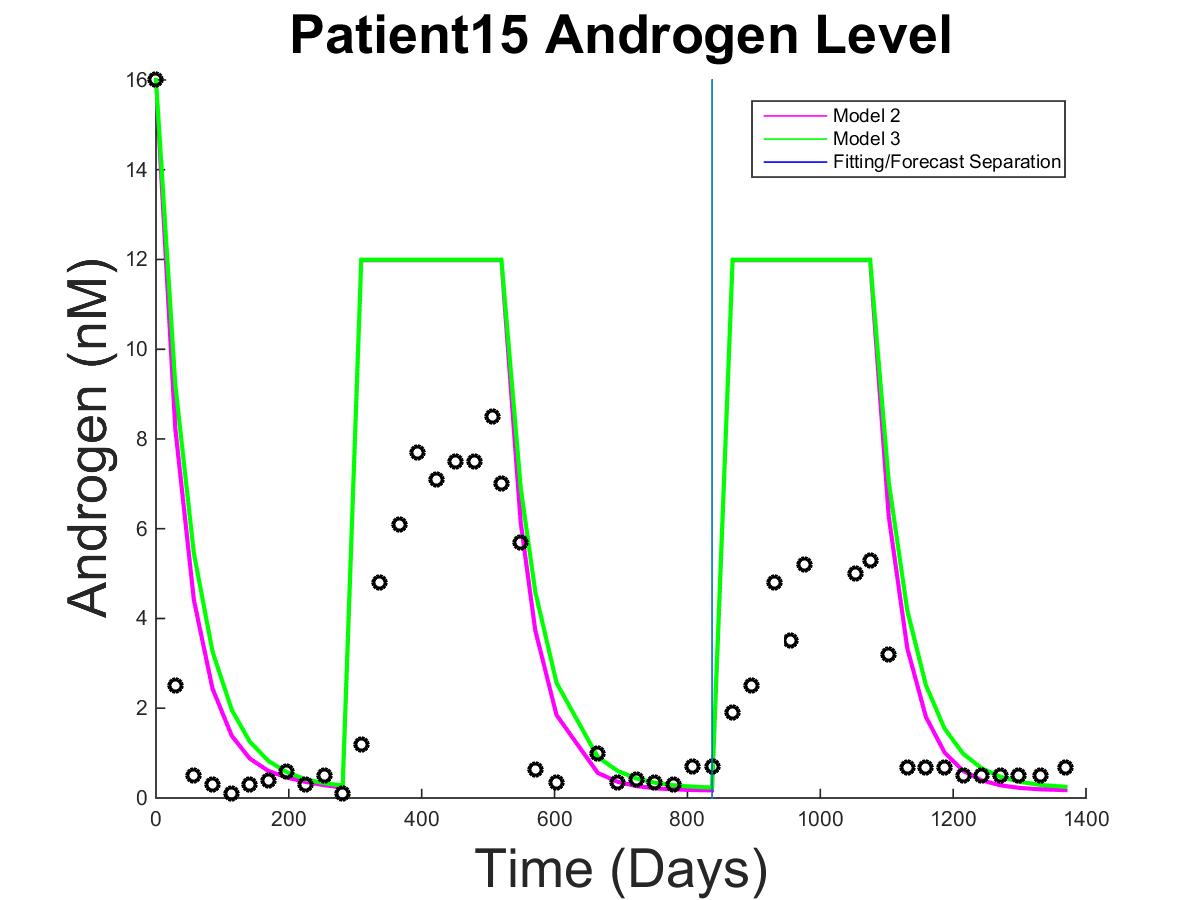 Patient15 Androgen Level
Model 2
Model 3
Fitting/Forecast Separation
Androgen (nM)
16
14
12
10
8
6
4
2
0
0 200 400 600 800 1000 1200 1400
Time (Days)